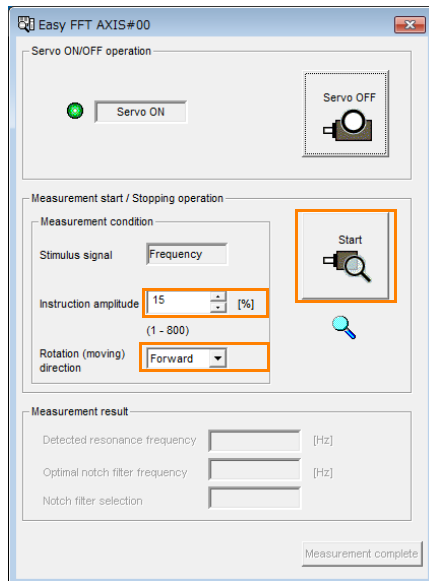 Easy FFT AXIS#00
Servo ON/OFF operation
Servo ON
Servo OFF
Measurement start / Stopping operation
Measurement condition
Stimulus signal
Frequency
Start
Instruction amplitude
15
[%]
(1 - 800)
Rotation (moving)
direction
Forward
Measurement result
Detected resonance frequency
[Hz]
Optimal notch filter frequency
[Hz]
Notch filter selection
Measurement complete